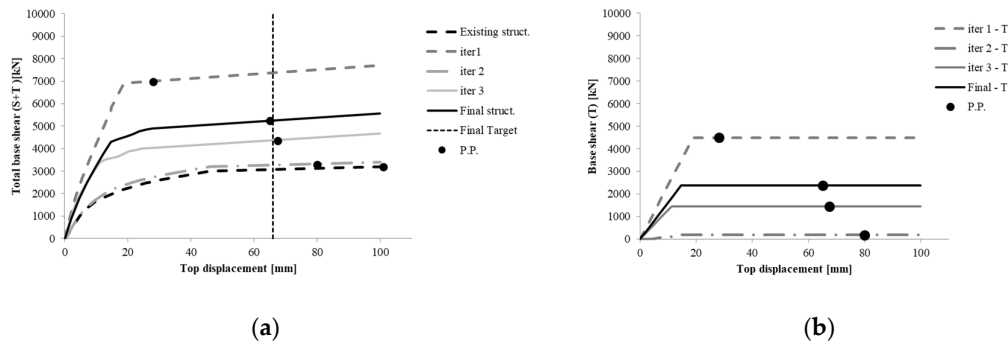 Total base shear (S+T)[kN]
10000
9000
8000
7000
6000
5000
4000
3000
2000
1000
0
0
20
40
60
80
100
Top displacement [mm]
Existing struct.
iter1
iter 2
iter 3
Final struct.
Final Target
P.P.
(a)
Base shear (T) [kN]
10000
9000
8000
7000
6000
5000
4000
3000
2000
1000
0
0
20
40
60
80
100
Top displacement [mm]
iter 1 - T
iter 2 - T
iter 3 - T
Final - T
P.P.
(b)